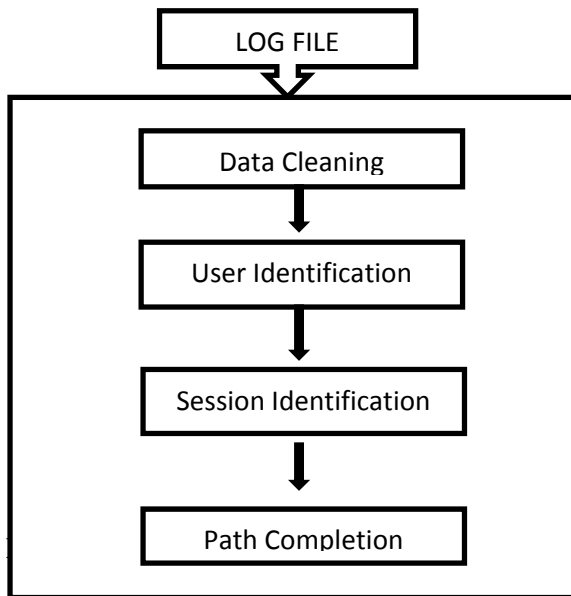 LOG FILE
Data Cleaning
User Identification
Session Identification
Path Completion